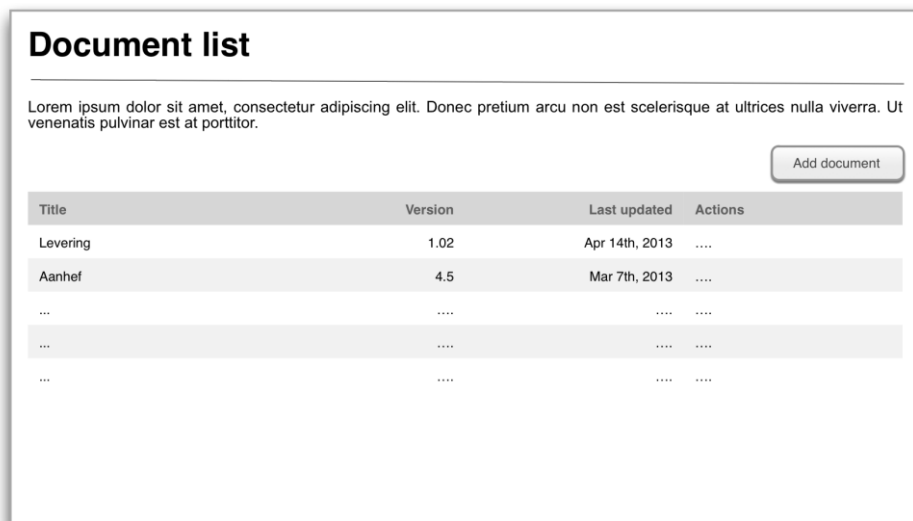 Document list
Lorem ipsum dolor sit amet, consectetur adipiscing elit. Donec pretium arcu non est scelerisque at ultrices nulla viverra. Ut
venenatis pulvinar est at porttitor.
Add document
Title Version Last updated Actions
Levering 1.02 Apr 14th, 2013 ....
Aanhef 4.5 Mar 7th, 2013 ....
... .... .... ....
... .... .... ....
... .... .... ....